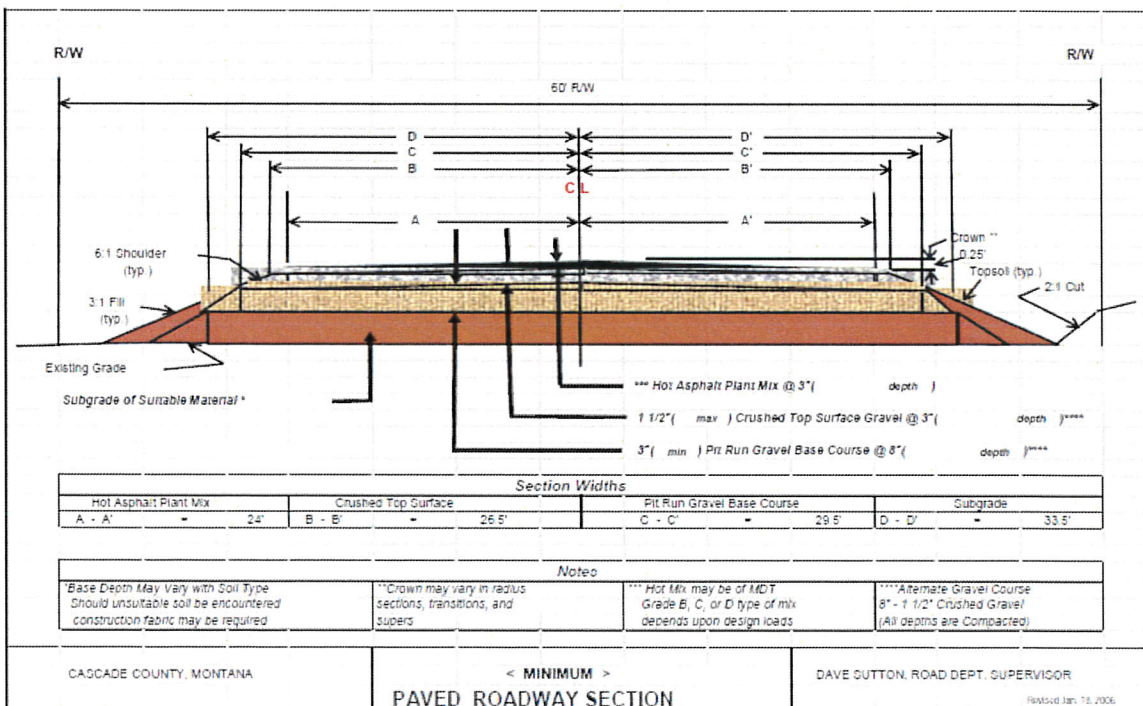 R/W
R/W
60' R/W
D
D'
C
C'
B
B'
C L
A
A'
6:1 Shoulder
(typ.)
Crown **
0.25'
Topsoil (typ.)
3:1 Fill
(typ.)
2:1 Cut
Existing Grade
Subgrade of Suitable Material *
*** Hot Asphalt Plant Mix @ 3"( depth )
1 1/2"( max ) Crushed Top Surface Gravel @ 3"( depth )****
3"( min ) Pit Run Gravel Base Course @ 8"( depth )****
Section Widths
Hot Asphalt Plant Mix Crushed Top Surface Pit Run Gravel Base Course Subgrade
A - A' = 24' B - B' = 25.5' C - C' = 29.5' D - D' = 33.5'
Notes
*Base Depth May Vary with Soil Type
Should unsuitable soil be encountered
construction fabric may be required
**Crown may vary in radius
sections, transitions, and
supers
*** Hot Mix may be of MDT
Grade B, C, or D type of mix
depends upon design loads
****Alternate Gravel Course
8" - 1 1/2" Crushed Gravel
(All depths are Compacted)
CASCADE COUNTY, MONTANA
< MINIMUM >
PAVED ROADWAY SECTION
DAVE SUTTON, ROAD DEPT. SUPERVISOR
Revised Jan. 13, 2006